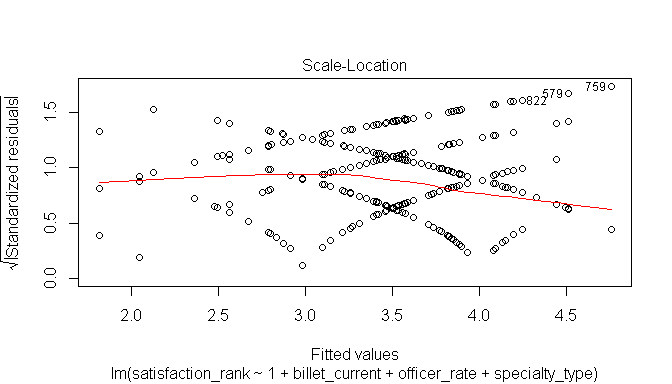 Scale-Location
√|Standardized residuals|
0.0 0.5 1.0 1.5
579 759
822
2.0 2.5 3.0 3.5 4.0 4.5
Fitted values
lm(satisfaction_rank ~ 1 + billet_current + officer_rate + specialty_type)